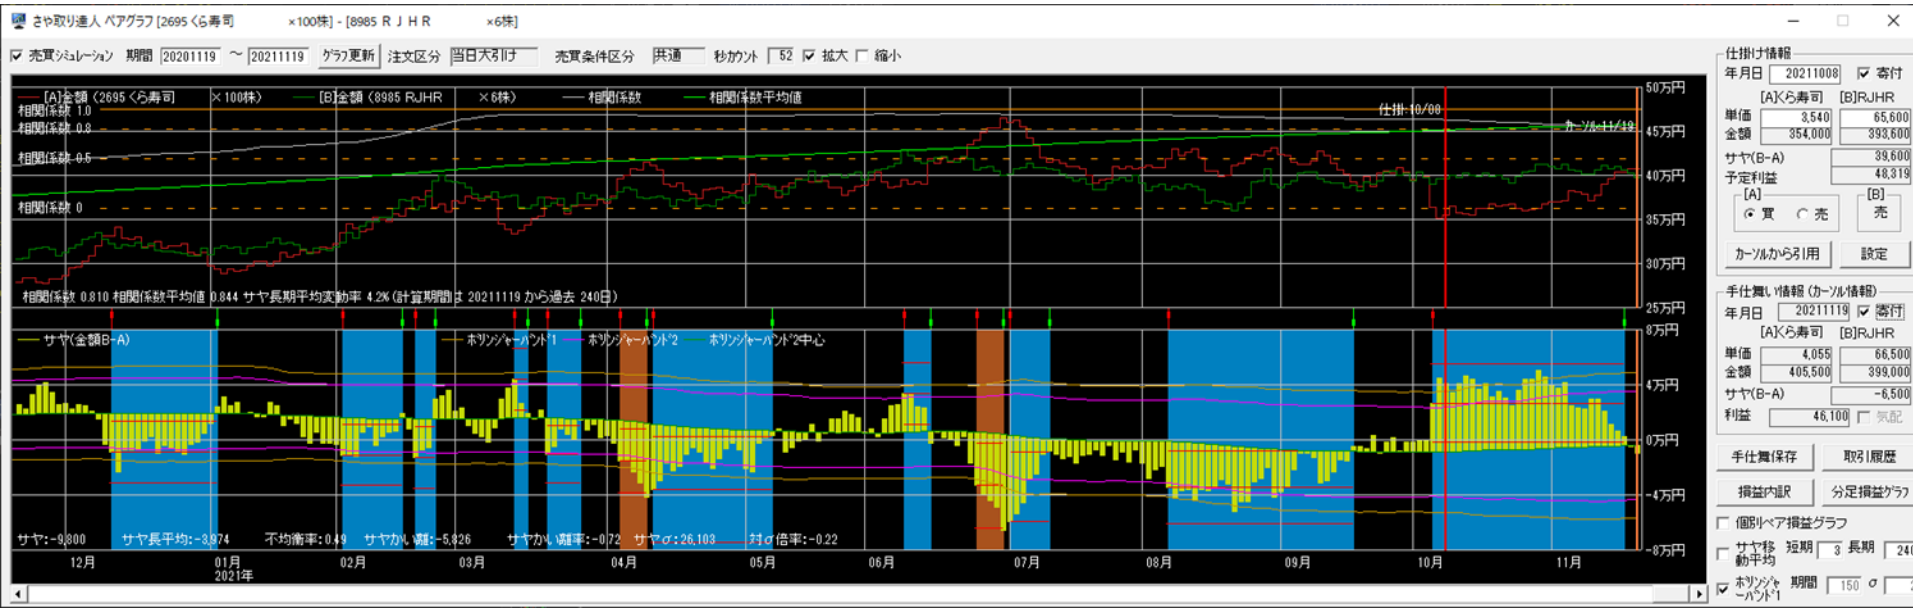 さや取り達人 ペアグラフ [2695 くら寿司 ×100株] - [8985 R J H R ×6株]
売買シミュレーション 期間 20201119 ～ 20211119 グラフ更新 注文区分 当日大引け 売買条件区分 共通 秒カウント 52 拡大 縮小
[A]金額 (2695 くら寿司 ×100株) [B]金額 (8985 RJHR ×6株) 相関係数 相関係数平均値
相関係数 1.0
相関係数 0.8
相関係数 0.5
相関係数 0
仕掛:10/08
カーソル:11/19
50万円
45万円
40万円
35万円
30万円
25万円
相関係数 0.810 相関係数平均値 0.844 サヤ長期平均変動率 4.2% (計算期間は 20211119 から過去 240日)
サヤ(金額B-A) ボリンジャーバンド1 ボリンジャーバンド2 ボリンジャーバンド2中心
8万円
4万円
0万円
-4万円
-8万円
サヤ:-9,800 サヤ長平均:-3,974 不均衡率:0.49 サヤかい離:-5,826 サヤかい離率:-0.72 サヤσ:26,103 対σ倍率:-0.22
12月 01月 02月 03月 04月 05月 06月 07月 08月 09月 10月 11月
2021年
仕掛け情報
年月日 20211008 寄付
[A]くら寿司 [B]RJHR
単価 3,540 65,600
金額 354,000 393,600
サヤ(B-A) 39,600
予定利益 48,319
[A] [B]
買 売 売
カーソルから引用 設定
手仕舞い情報 (カーソル情報)
年月日 20211119 寄付
[A]くら寿司 [B]RJHR
単価 4,055 66,500
金額 405,500 399,000
サヤ(B-A) -6,500
利益 46,100 気配
手仕舞保存 取引履歴
損益内訳 分足損益グラフ
個別ペア損益グラフ
サヤ移動平均 短期 3 長期 240
ボリンジャーバンド1 期間 150 σ